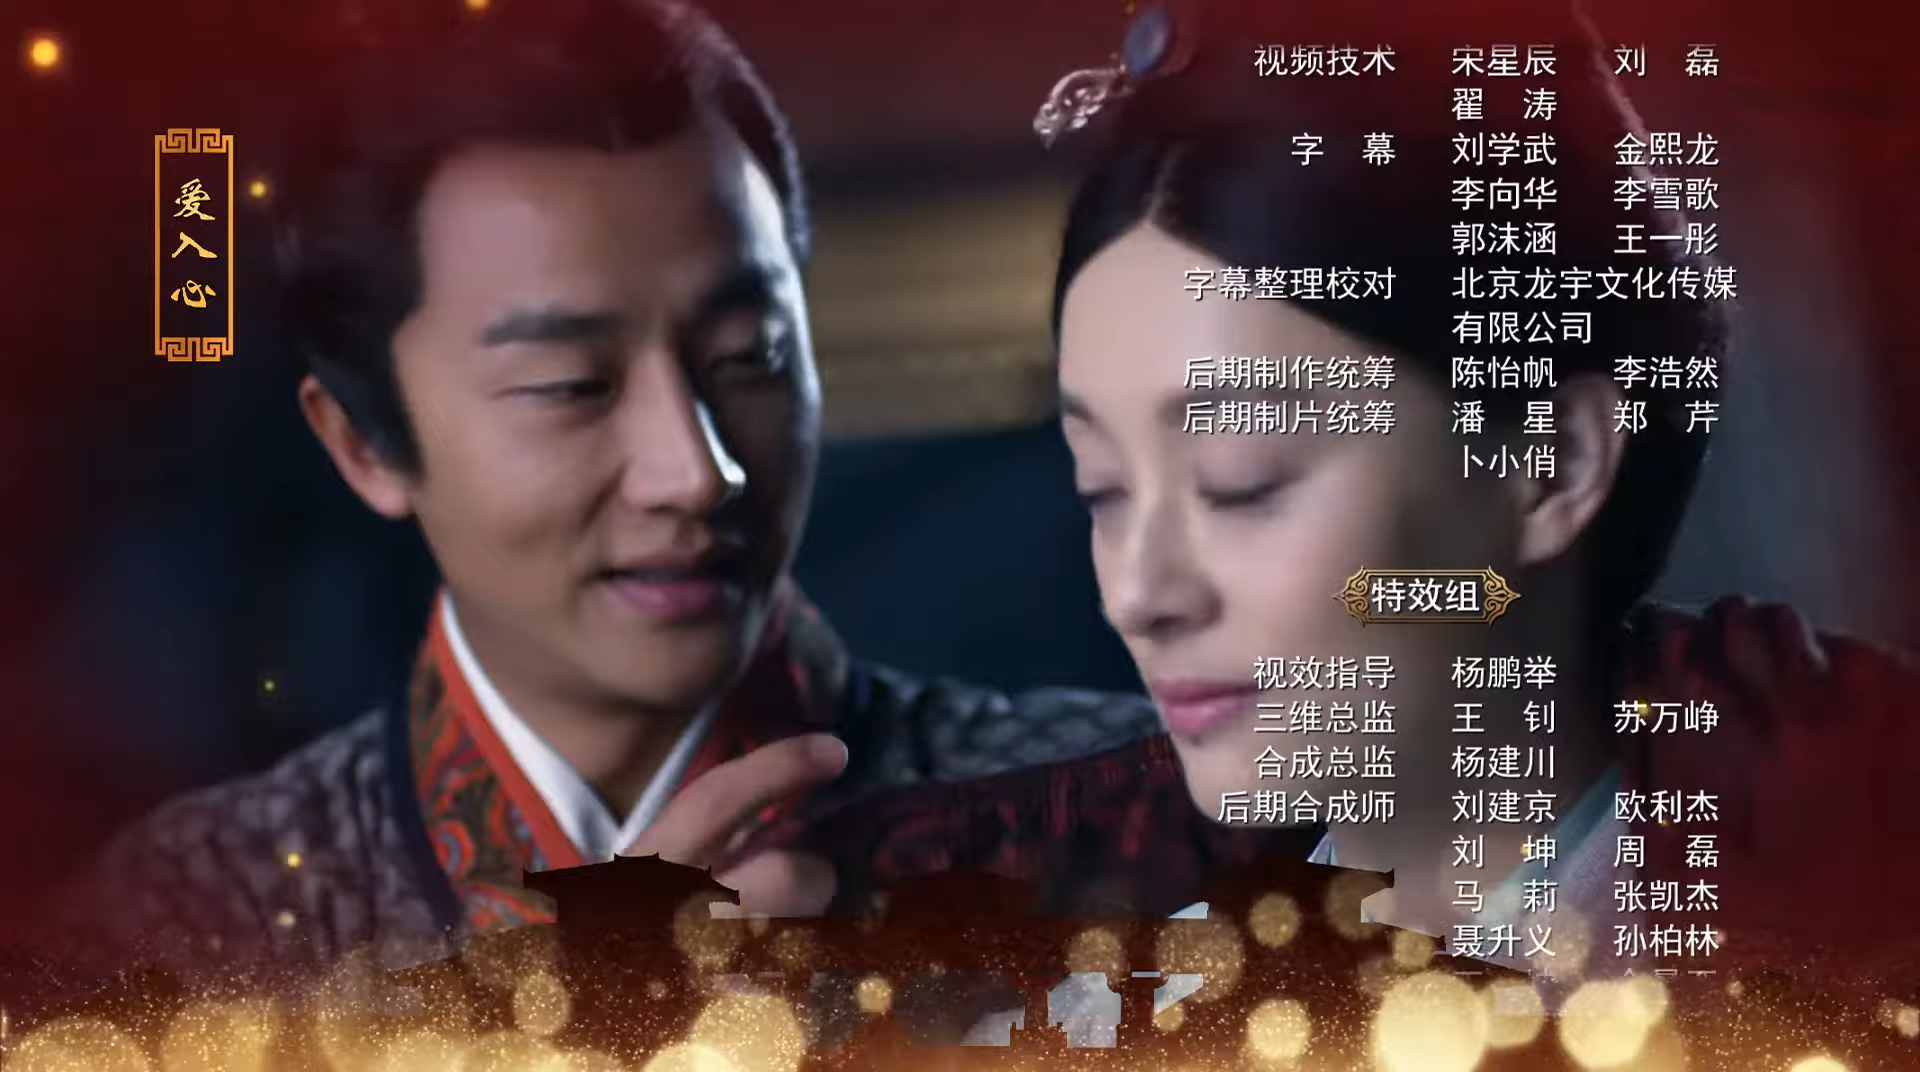 爱入心
视频技术 宋星辰 刘磊
翟涛
字幕 刘学武 金熙龙
李向华 李雪歌
郭沫涵 王一彤
字幕整理校对 北京龙宇文化传媒
有限公司
后期制作统筹 陈怡帆 李浩然
后期制片统筹 潘星 郑芹
卜小俏
特效组
视效指导 杨鹏举
三维总监 王钊 苏万峥
合成总监 杨建川
后期合成师 刘建京 欧利杰
刘坤 周磊
马莉 张凯杰
聂升义 孙柏林